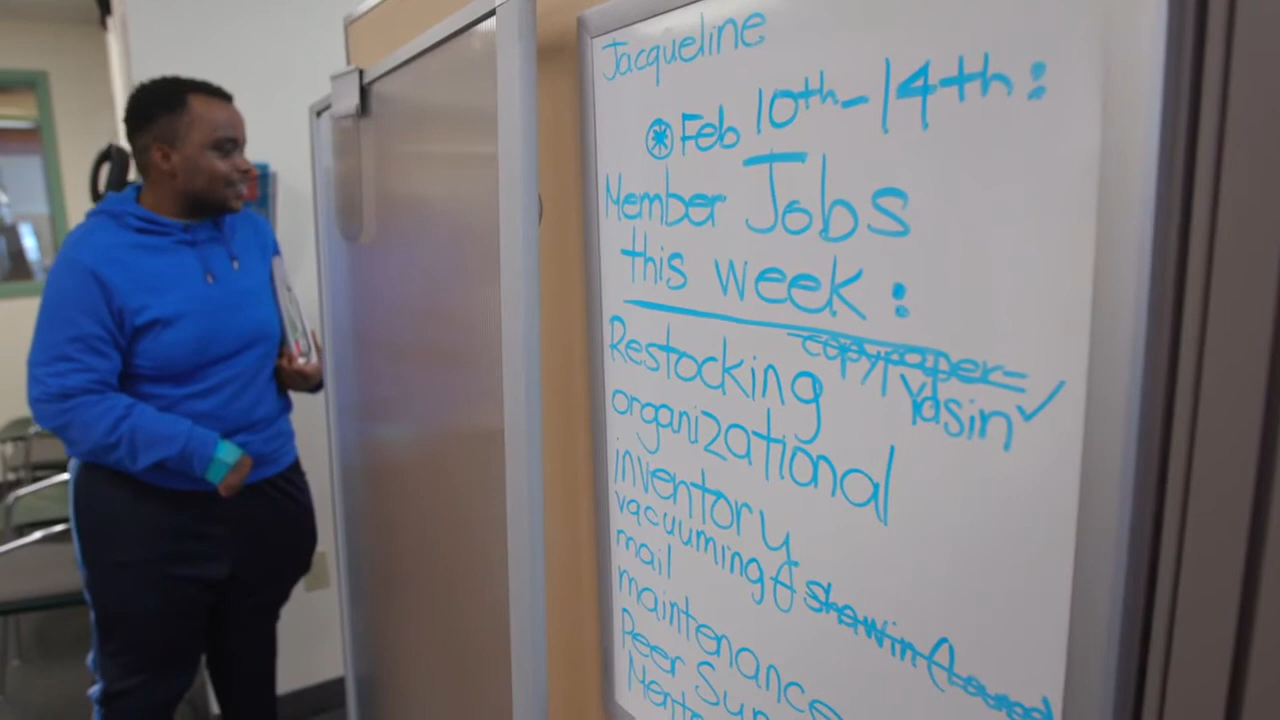 Jacqueline
Feb 10th-14th:
Member Jobs
this week:
Restocking copy paper
Yasin ✓
organizational
inventory
vacuuming
mail
maintenance
Peer